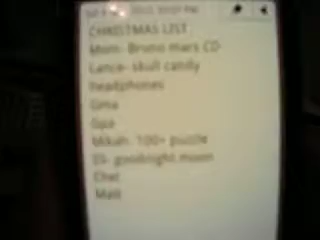 CHRISTMAS LIST
Mom- Bruno mars CD
Lance- skull candy
headphones
Gma
Gpa
Mikah- 100+ puzzle
Eli- goodnight moon
Chet
Matt